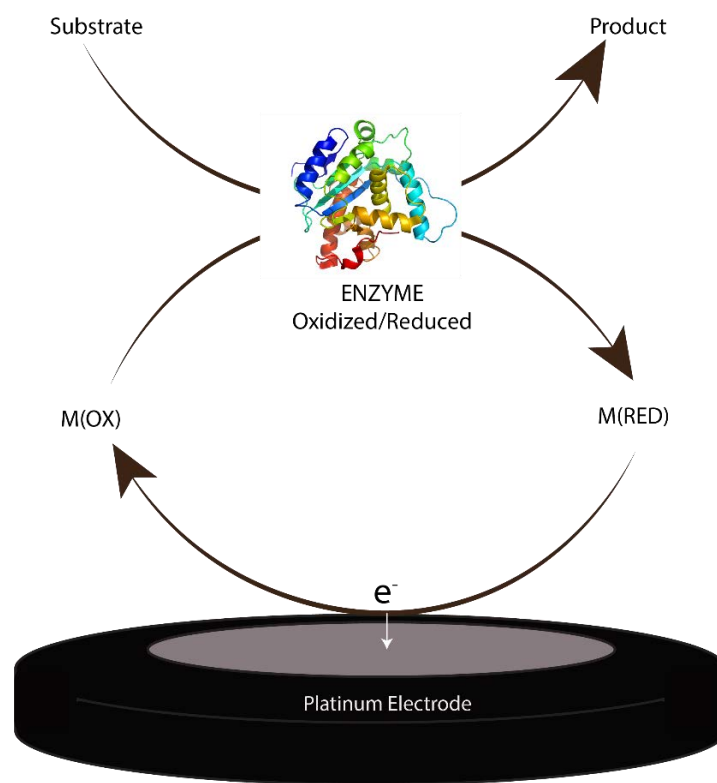 Substrate
Product
ENZYME
Oxidized/Reduced
M(OX)
M(RED)
e⁻
Platinum Electrode